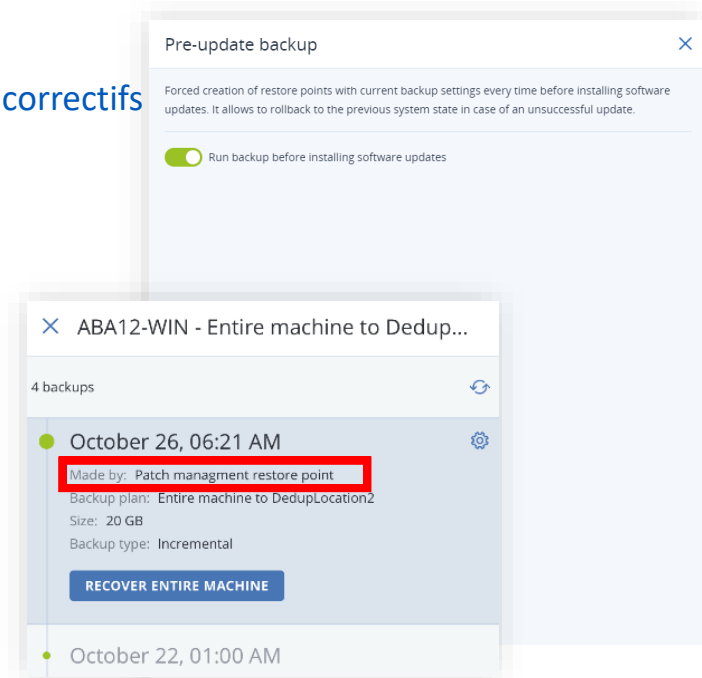 Pre-update backup
correctifs
Forced creation of restore points with current backup settings every time before installing software
updates. It allows to rollback to the previous system state in case of an unsuccessful update.
Run backup before installing software updates
ABA12-WIN - Entire machine to Dedup...
4 backups
October 26, 06:21 AM
Made by: Patch managment restore point
Backup plan: Entire machine to DedupLocation2
Size: 20 GB
Backup type: Incremental
RECOVER ENTIRE MACHINE
October 22, 01:00 AM